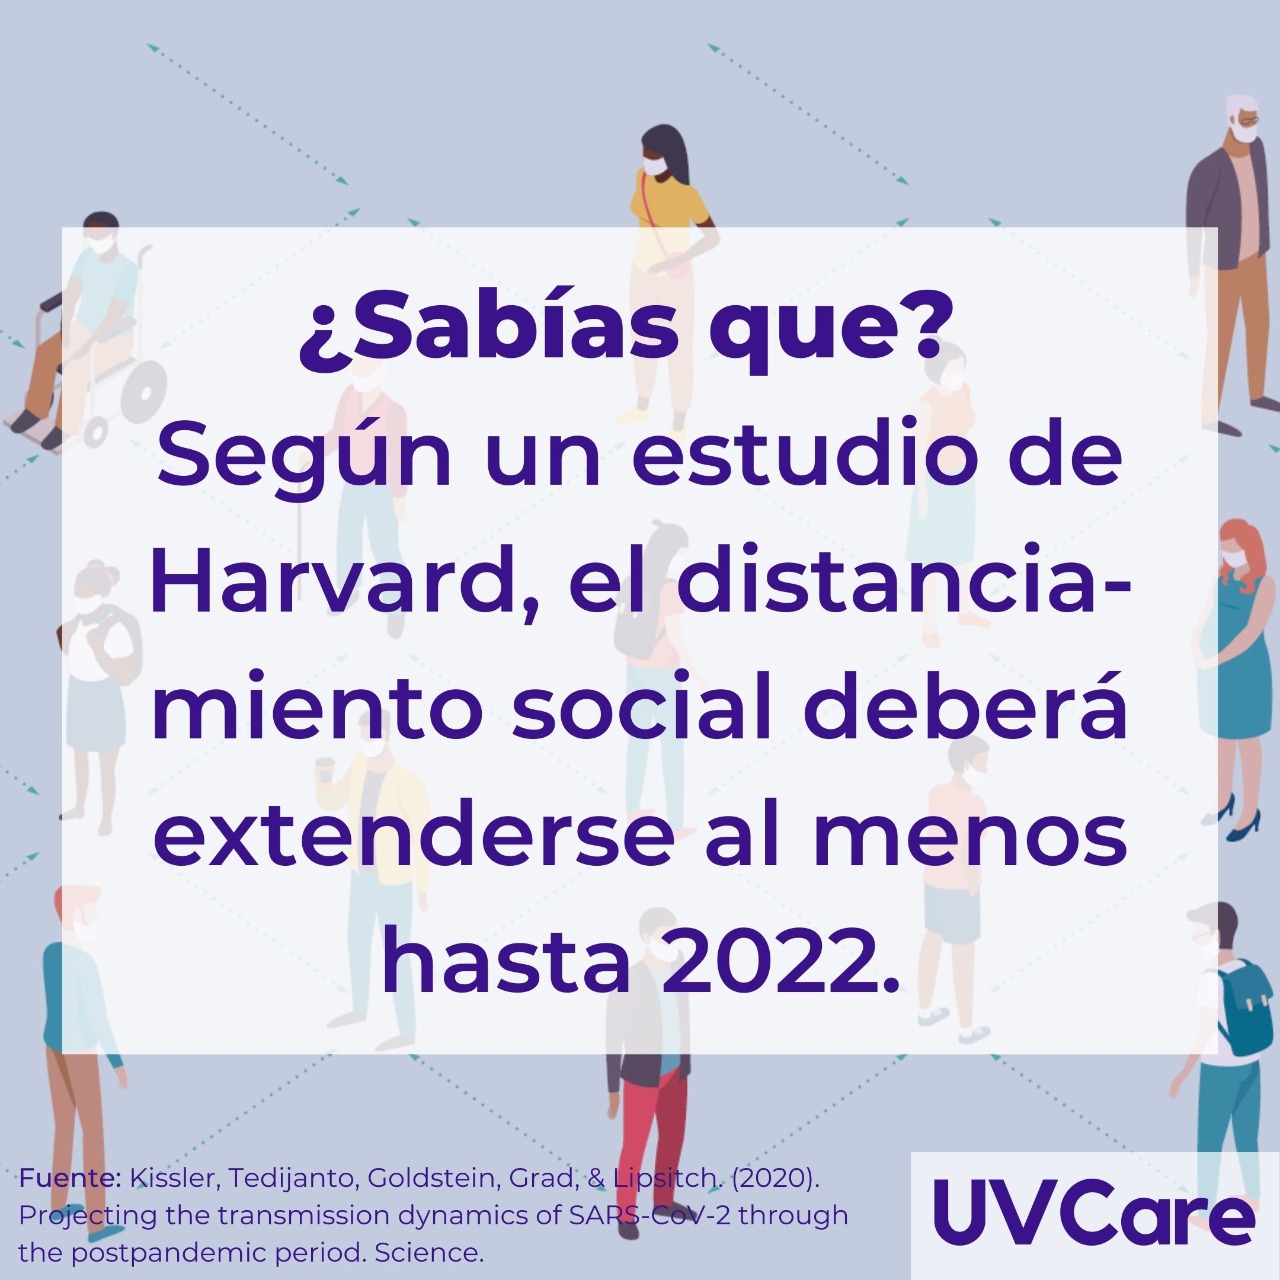 ¿Sabías que?
Según un estudio de
Harvard, el distancia-
miento social deberá
extenderse al menos
hasta 2022.
Fuente: Kissler, Tedijanto, Goldstein, Grad, & Lipsitch. (2020).
Projecting the transmission dynamics of SARS-CoV-2 through
the postpandemic period. Science.
UVCare